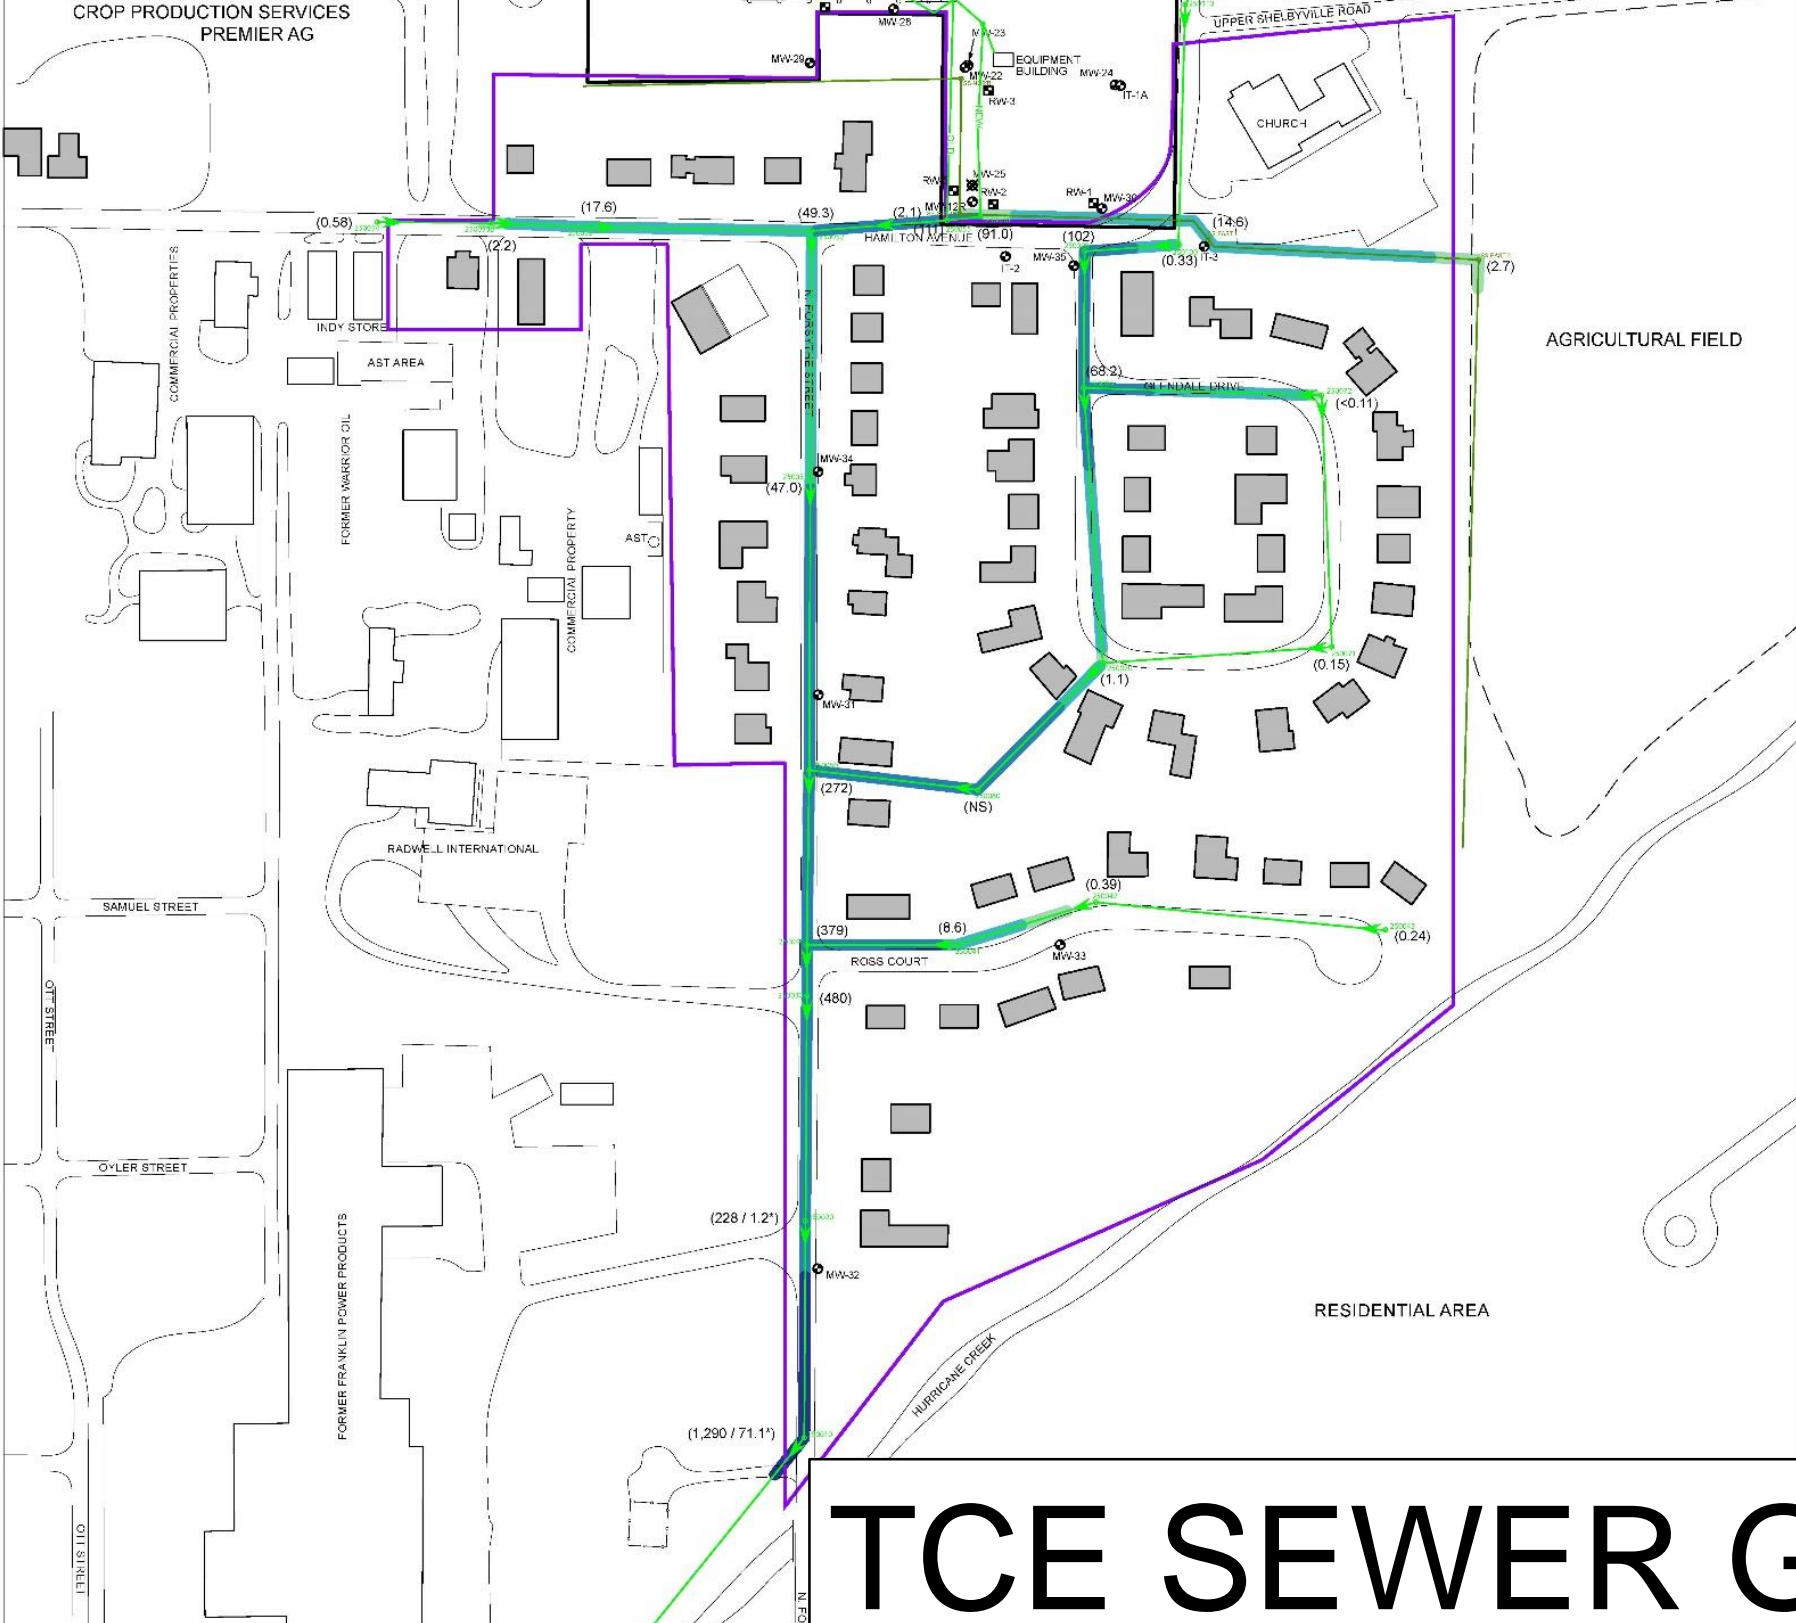 CROP PRODUCTION SERVICES
PREMIER AG
MW-28
UPPER SHELBYVILLE ROAD
MW-23
MW-29
EQUIPMENT
BUILDING
MW-22
MW-24
IT-1A
RW-3
NEW
CHURCH
MW-25
RW-2
RW-1
MW-30
MW-12R
(0.58)
(17.6)
(49.3)
(2.1)
(14.6)
(2.2)
HAMILTON AVENUE
(91.0)
(102)
(0.33)
IT-3
IT-2
MW-35
(2.7)
COMMERCIAL PROPERTIES
INDY STORE
AST AREA
N. FORSYTHE STREET
AGRICULTURAL FIELD
(68.2)
GLENDALE DRIVE
(<0.11)
FORMER WARRIOR OIL
MW-34
(47.0)
AST
COMMERCIAL PROPERTY
(0.15)
(1.1)
MW-31
(272)
(NS)
RADWELL INTERNATIONAL
SAMUEL STREET
(0.39)
(379)
(8.6)
(0.24)
ROSS COURT
MW-33
(480)
OTT STREET
OYLER STREET
(228 / 1.2*)
FORMER FRANKLIN POWER PRODUCTS
MW-32
RESIDENTIAL AREA
HURRICANE CREEK
(1,290 / 71.1*)
OTT STREET
N. FO
TCE SEWER G